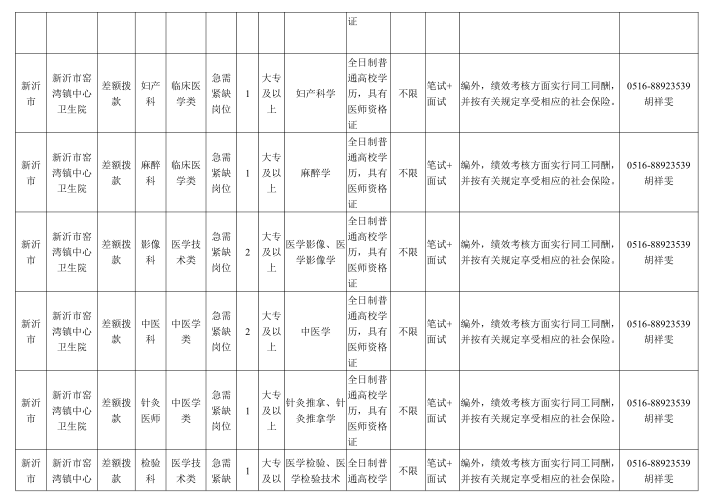 证
新沂市 新沂市窑湾镇中心卫生院 差额拨款 妇产科 临床医学类 急需紧缺岗位 1 大专及以上 妇产科学 全日制普通高校学历，具有医师资格证 不限 笔试+面试 编外，绩效考核方面实行同工同酬，并按有关规定享受相应的社会保险。 0516-88923539 胡祥雯
新沂市 新沂市窑湾镇中心卫生院 差额拨款 麻醉科 临床医学类 急需紧缺岗位 1 大专及以上 麻醉学 全日制普通高校学历，具有医师资格证 不限 笔试+面试 编外，绩效考核方面实行同工同酬，并按有关规定享受相应的社会保险。 0516-88923539 胡祥雯
新沂市 新沂市窑湾镇中心卫生院 差额拨款 影像科 医学技术类 急需紧缺岗位 2 大专及以上 医学影像、医学影像学 全日制普通高校学历，具有医师资格证 不限 笔试+面试 编外，绩效考核方面实行同工同酬，并按有关规定享受相应的社会保险。 0516-88923539 胡祥雯
新沂市 新沂市窑湾镇中心卫生院 差额拨款 中医科 中医学类 急需紧缺岗位 2 大专及以上 中医学 全日制普通高校学历，具有医师资格证 不限 笔试+面试 编外，绩效考核方面实行同工同酬，并按有关规定享受相应的社会保险。 0516-88923539 胡祥雯
新沂市 新沂市窑湾镇中心卫生院 差额拨款 针灸医师 中医学类 急需紧缺岗位 1 大专及以上 针灸推拿、针灸推拿学 全日制普通高校学历，具有医师资格证 不限 笔试+面试 编外，绩效考核方面实行同工同酬，并按有关规定享受相应的社会保险。 0516-88923539 胡祥雯
新沂市 新沂市窑湾镇中心 差额拨款 检验科 医学技术类 急需紧缺 1 大专及以 医学检验、医学检验技术 全日制普通高校学 不限 笔试+面试 编外，绩效考核方面实行同工同酬，并按有关规定享受相应的社会保险。 0516-88923539 胡祥雯